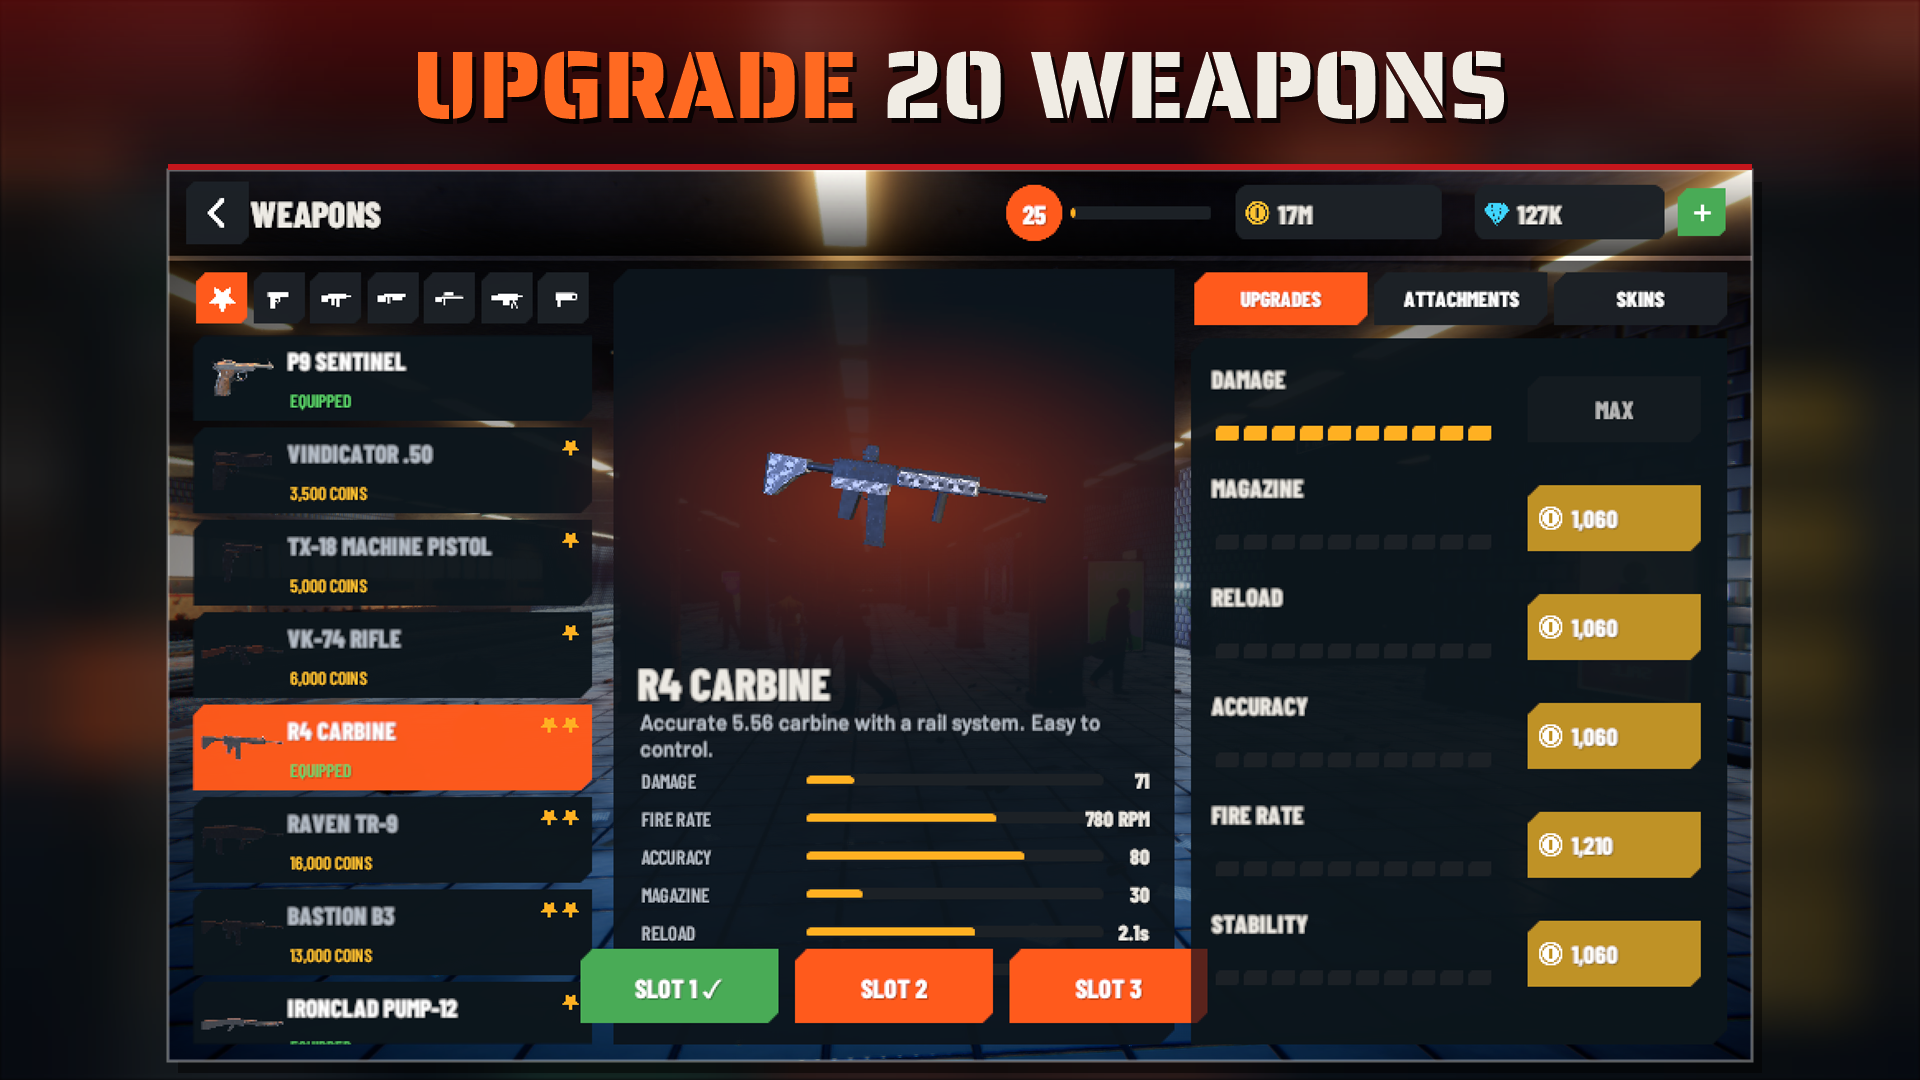 UPGRADE 20 WEAPONS
WEAPONS
25
17M
127K
+
P9 SENTINEL
EQUIPPED
VINDICATOR .50
3,500 COINS
TX-18 MACHINE PISTOL
5,000 COINS
VK-74 RIFLE
6,000 COINS
R4 CARBINE
EQUIPPED
RAVEN TR-9
16,000 COINS
BASTION B3
13,000 COINS
IRONCLAD PUMP-12
EQUIPPED
R4 CARBINE
Accurate 5.56 carbine with a rail system. Easy to
control.
DAMAGE 71
FIRE RATE 780 RPM
ACCURACY 80
MAGAZINE 30
RELOAD 2.1s
SLOT 1 ✓
SLOT 2
SLOT 3
UPGRADES
ATTACHMENTS
SKINS
DAMAGE
MAX
MAGAZINE
1,060
RELOAD
1,060
ACCURACY
1,060
FIRE RATE
1,210
STABILITY
1,060